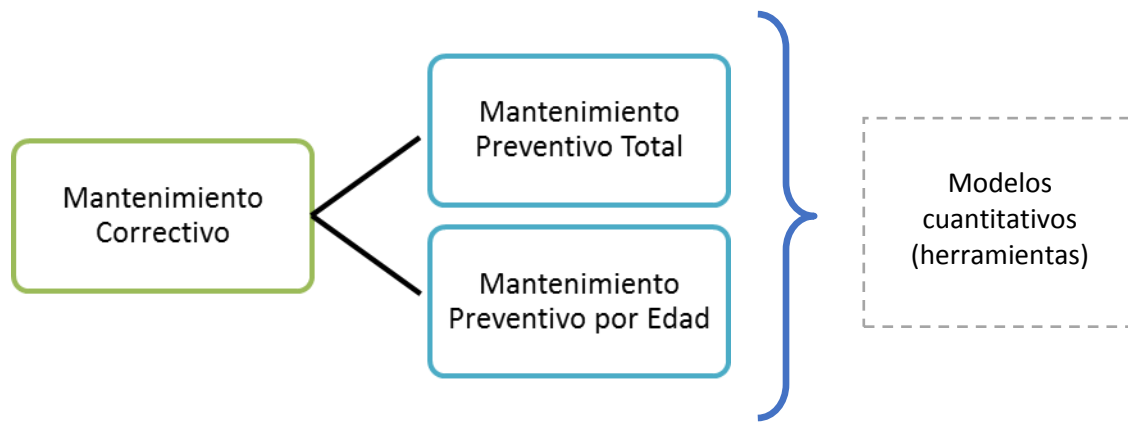 Mantenimiento
Correctivo
Mantenimiento
Preventivo Total
Mantenimiento
Preventivo por Edad
Modelos
cuantitativos
(herramientas)